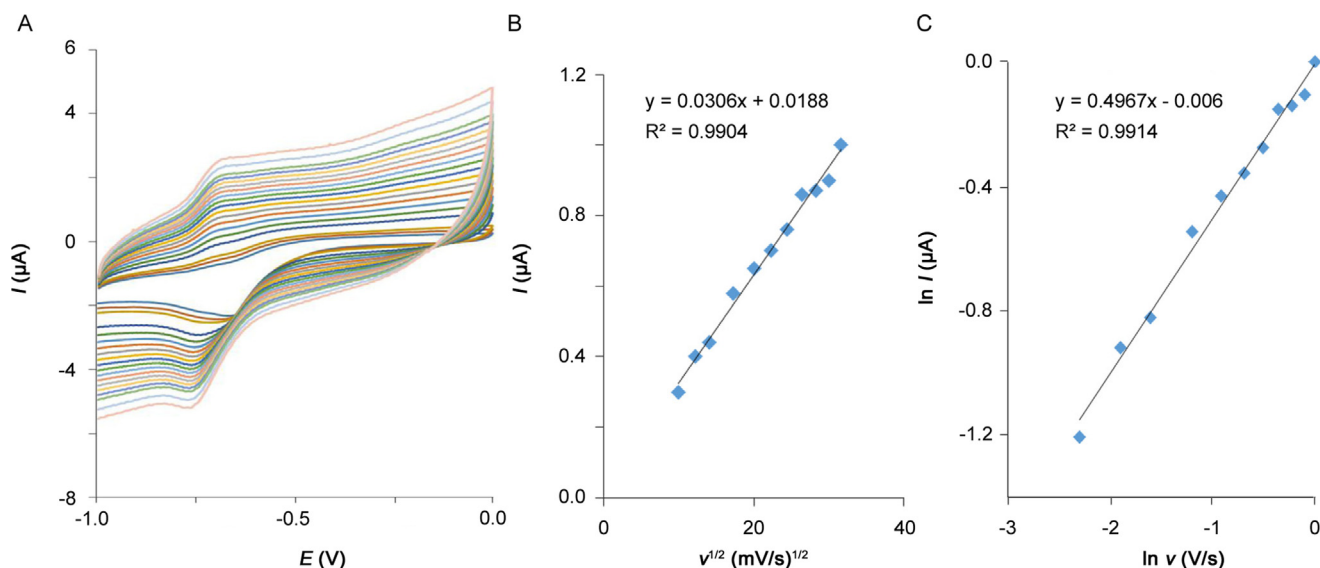 A
6
4
2
0
-2
-4
-6
-8
-1.0
-0.5
0.0
I (µA)
E (V)
B
1.2
0.8
0.4
0.0
0
20
40
y = 0.0306x + 0.0188
R² = 0.9904
I (µA)
v1/2 (mV/s)1/2
C
0.0
-0.4
-0.8
-1.2
-3
-2
-1
0
y = 0.4967x - 0.006
R² = 0.9914
ln I (µA)
ln v (V/s)